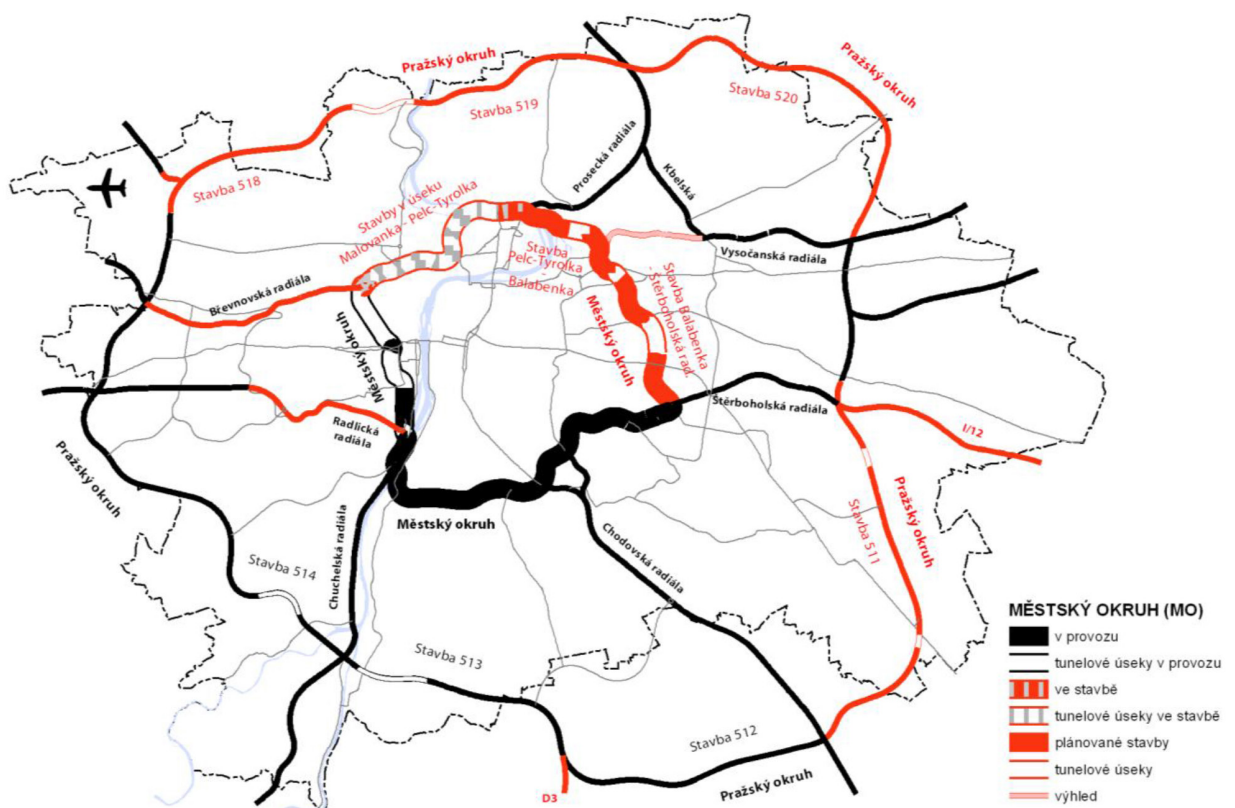 Pražský okruh
Pražský okruh
Stavba 519
Stavba 520
Stavba 518
Prosecká radiála
Kbelská
Stavby v úseku
Malovanka - Pelc-Tyrolka
Stavba
Pelc-Tyrolka
-
Balabenka
Vysočanská radiála
Břevnovská radiála
Městský okruh
Městský okruh
Stavba Balabenka
- Štěrboholská rad.
Štěrboholská radiála
Radlická
radiála
I/12
Pražský okruh
Městský okruh
Pražský okruh
Stavba 511
Chodovská radiála
Chuchelská radiála
Stavba 514
Stavba 513
Stavba 512
Pražský okruh
D3
MĚSTSKÝ OKRUH (MO)
v provozu
tunelové úseky v provozu
ve stavbě
tunelové úseky ve stavbě
plánované stavby
tunelové úseky
výhled